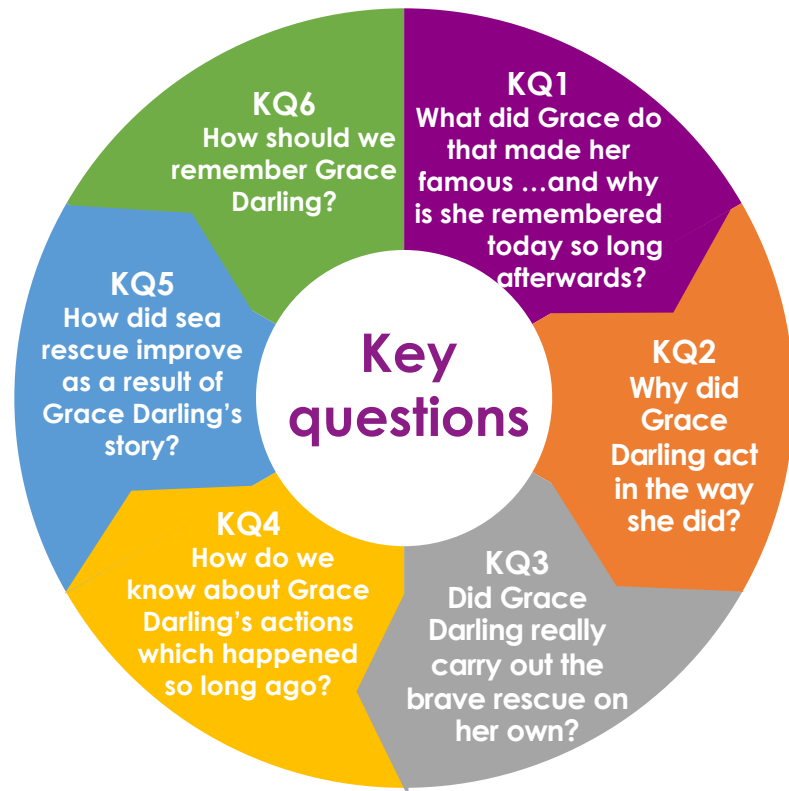 KQ1
What did Grace do
that made her
famous ...and why
is she remembered
today so long
afterwards?
KQ2
Why did
Grace
Darling act
in the way
she did?
KQ3
Did Grace
Darling really
carry out the
brave rescue on
her own?
KQ4
How do we
know about Grace
Darling's actions
which happened
so long ago?
KQ5
How did sea
rescue improve
as a result of
Grace Darling's
story?
KQ6
How should we
remember Grace
Darling?
Key
questions